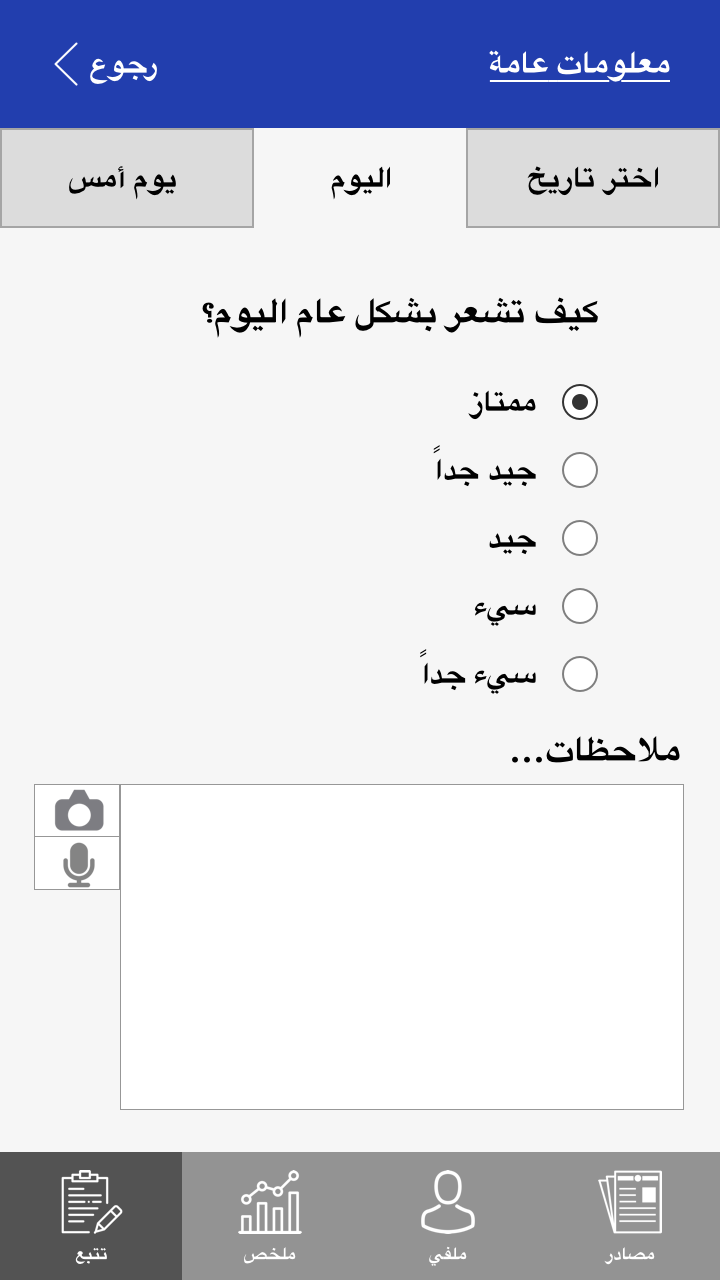 معلومات عامة
رجوع
اختر تاريخ
اليوم
يوم أمس
كيف تشعر بشكل عام اليوم؟
ممتاز
جيد جداً
جيد
سيء
سيء جداً
ملاحظات...
مصادر
ملفي
ملخص
تتبع